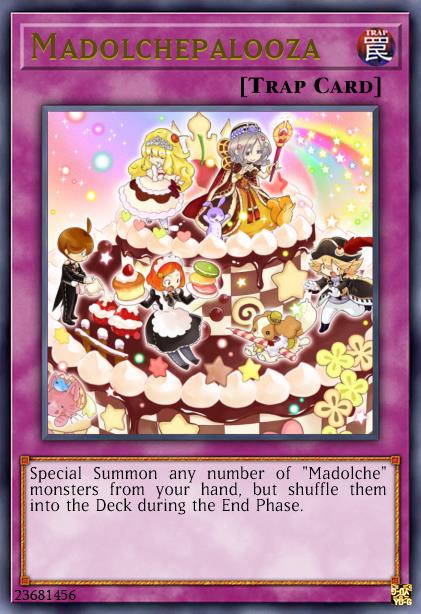 Madolchepalooza
TRAP
罠
[Trap Card]
Special Summon any number of "Madolche"
monsters from your hand, but shuffle them
into the Deck during the End Phase.
23681456